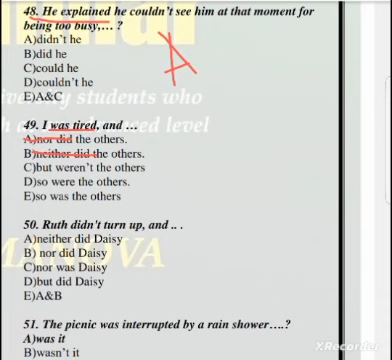 48. He explained he couldn't see him at that moment for
being too busy,… ?
A)didn't he
B)did he
C)could he
D)couldn't he
E)A&C
A
49. I was tired, and …
A)nor did the others.
B)neither did the others.
C)but weren't the others
D)so were the others.
E)so was the others
50. Ruth didn't turn up, and .. .
A)neither did Daisy
B) nor did Daisy
C)nor was Daisy
D)but did Daisy
E)A&B
51. The picnic was interrupted by a rain shower….?
A)was it
B)wasn't it
XRecorder